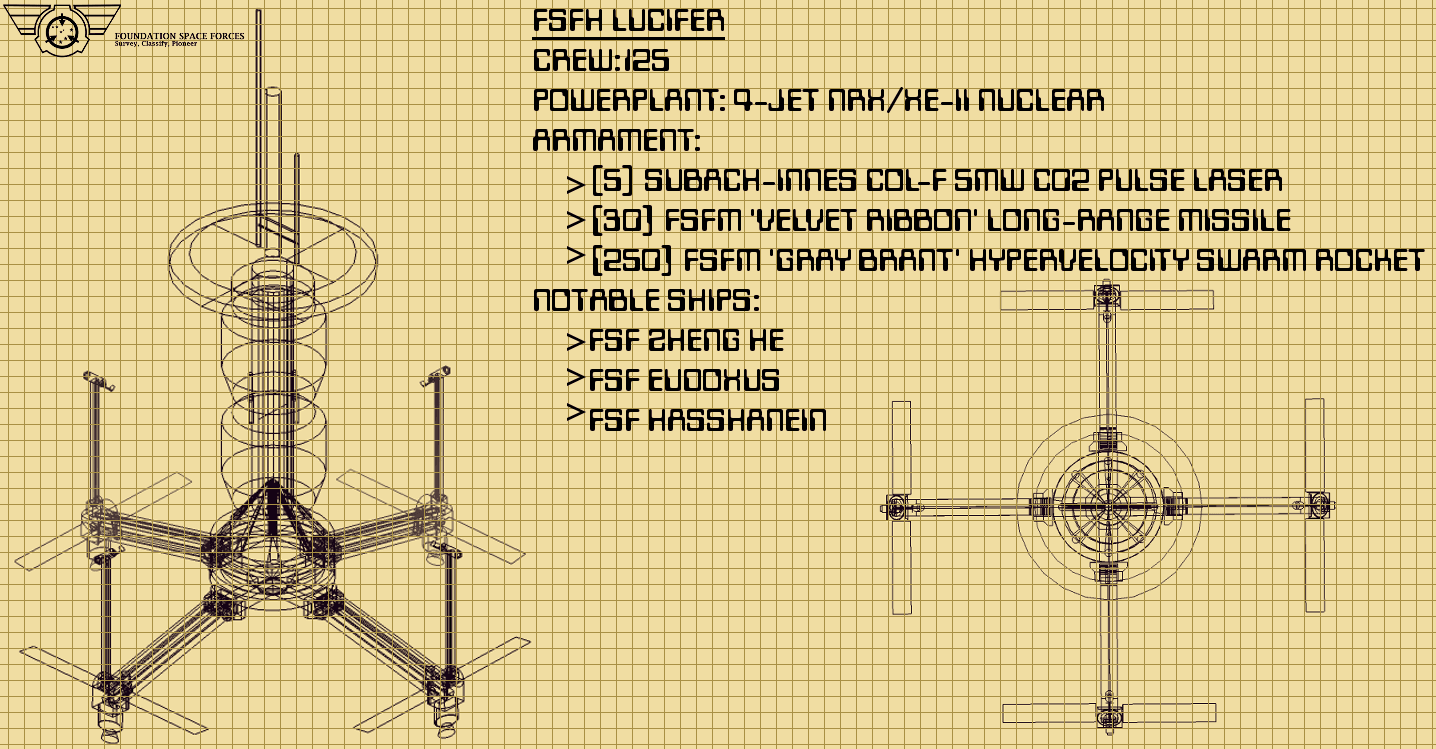 FOUNDATION SPACE FORCES
Survey, Classify, Pioneer
FSFH LUCIFER
CREW:125
POWERPLANT: 4-JET NRX/XE-II NUCLEAR
ARMAMENT:
>[5] SUBACH-INNES COL-F 5MW CO2 PULSE LASER
>[30] FSFM 'VELVET RIBBON' LONG-RANGE MISSILE
>[250] FSFM 'GRAY BRANT' HYPERVELOCITY SWARM ROCKET
NOTABLE SHIPS:
>FSF ZHENG HE
>FSF EUDOXUS
>FSF HASSHANEIN